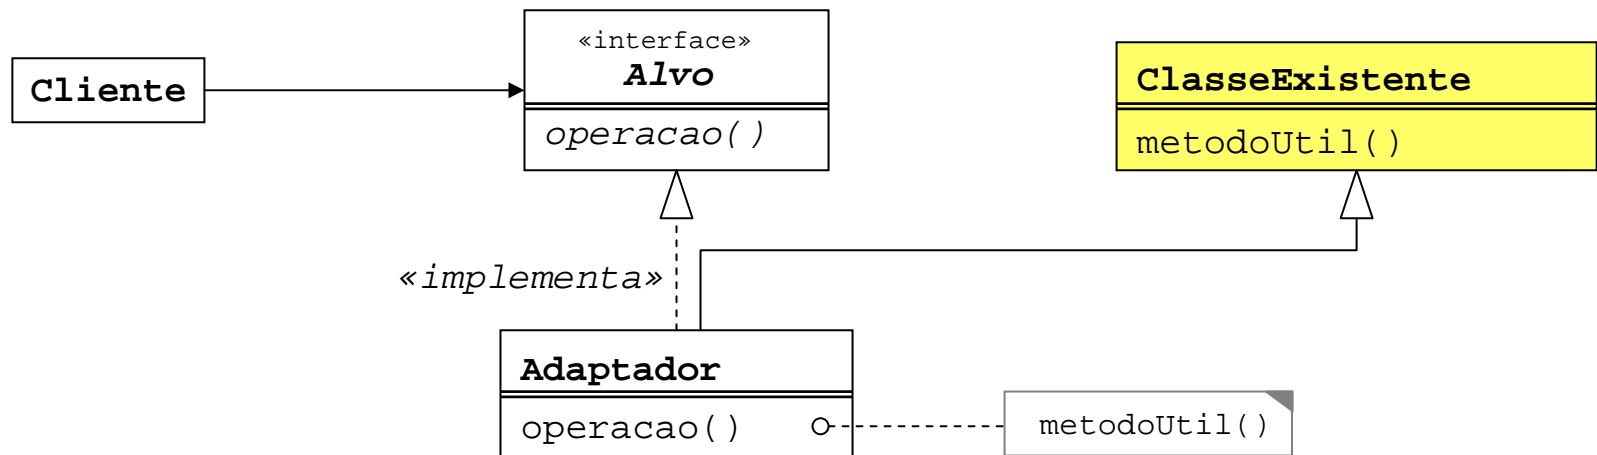 «interface»
Alvo
Cliente
operacao()
ClasseExistente
metodoUtil()
«implementa»
Adaptador
operacao()
metodoUtil()